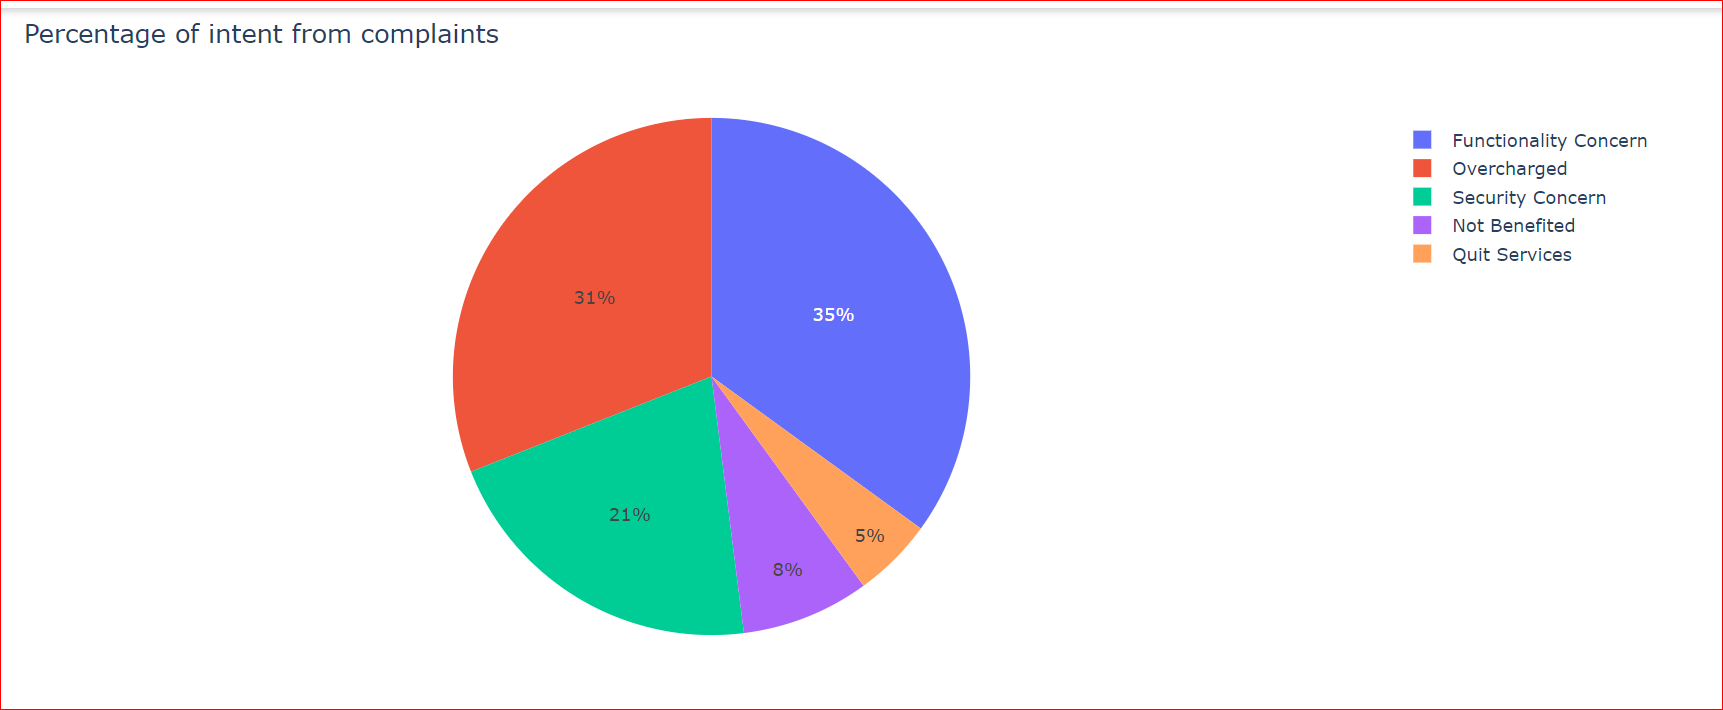 Percentage of intent from complaints
Functionality Concern
Overcharged
Security Concern
Not Benefited
Quit Services
31%
35%
21%
5%
8%